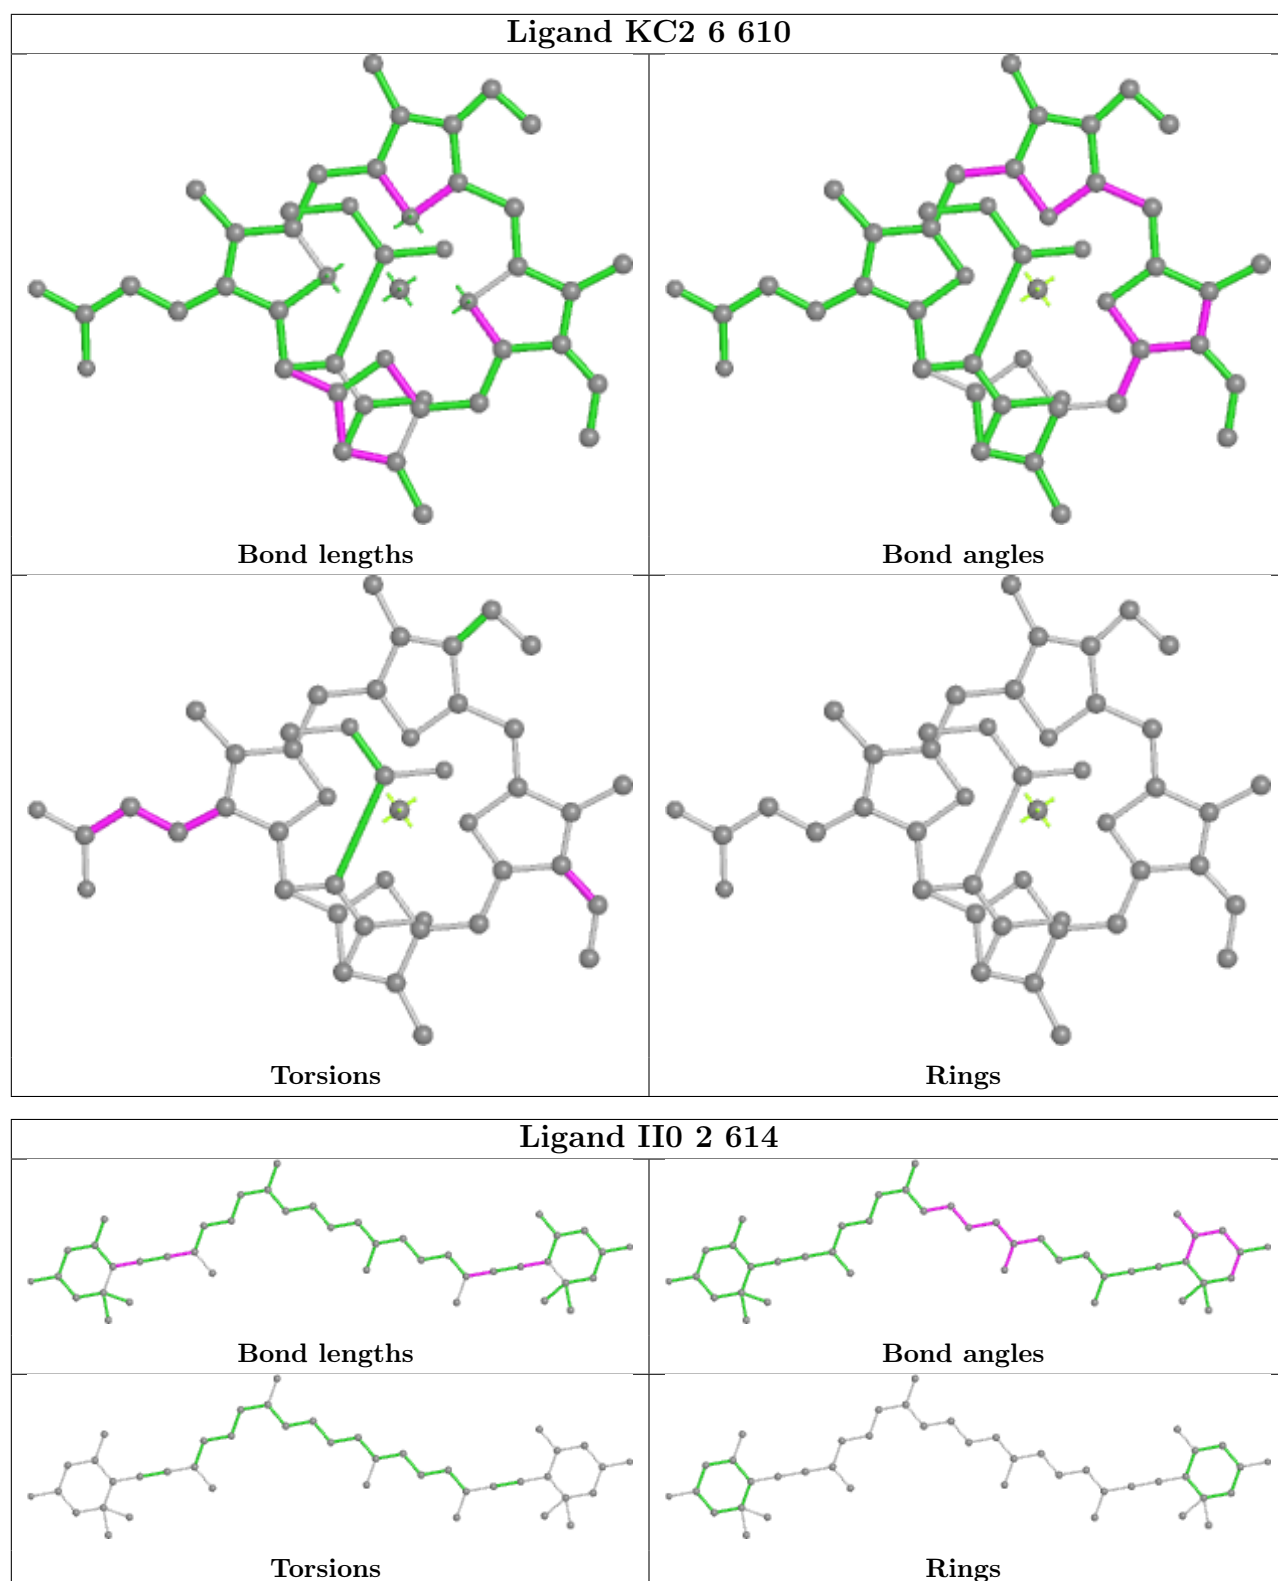 Ligand KC2 6 610
Bond lengths
Bond angles
Torsions
Rings
Ligand II0 2 614
Bond lengths
Bond angles
Torsions
Rings